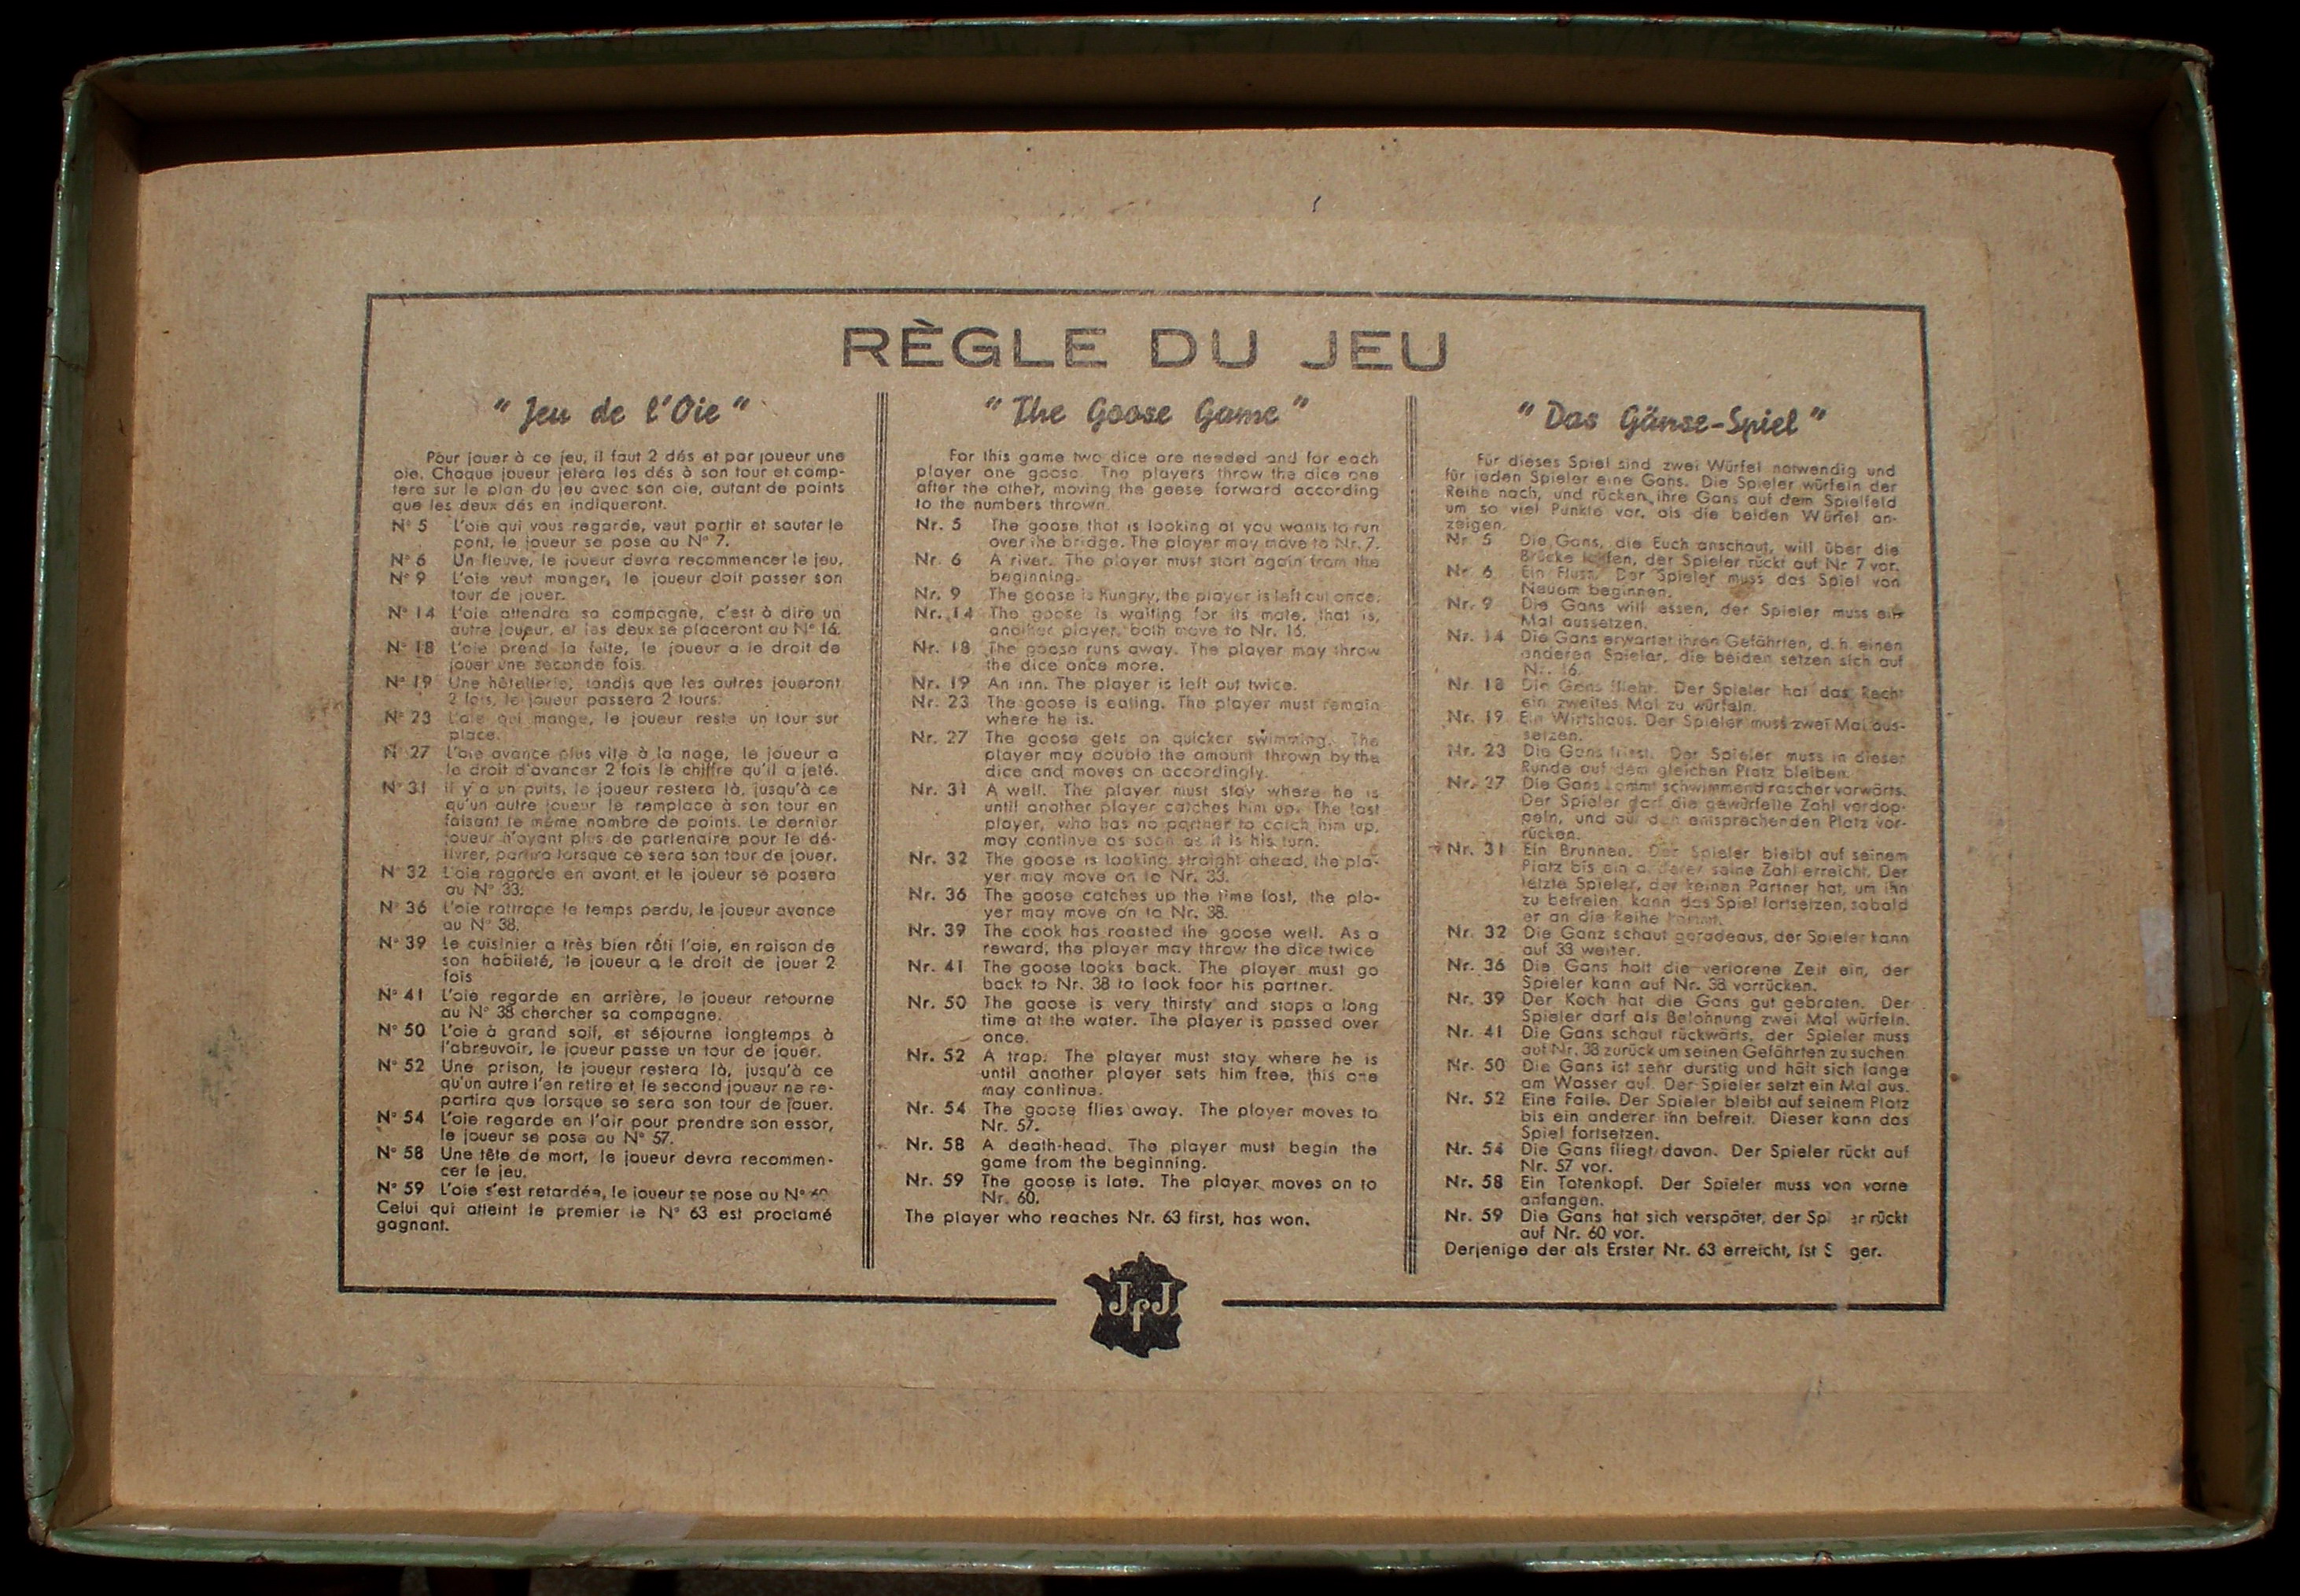 RÈGLE DU JEU
" Jeu de l'Oie "
Pour jouer à ce jeu, il faut 2 dés et par joueur une
oie. Chaque joueur jetera les dés à son tour et comp-
tera sur le plan du jeu avec son oie, autant de points
que les deux dés en indiqueront.
N° 5 L'oie qui vous regarde, veut partir et sauter le
pont, le joueur se pose au N° 7.
N° 6 Un fleuve, le joueur devra recommencer le jeu.
N° 9 L'oie veut manger, le joueur doit passer son
tour de jouer.
N° 14 L'oie attendra sa compagne, c'est à dire un
autre joueur, et les deux se placeront au N° 16.
N° 18 L'oie prend la fuite, le joueur a le droit de
jouer une seconde fois.
N° 19 Une hôtellerie, tandis que les autres joueront
2 fois, le joueur passera 2 tours.
N° 23 L'oie qui mange, le joueur reste un tour sur
place.
N° 27 L'oie avance plus vite à la nage, le joueur a
le droit d'avancer 2 fois le chiffre qu'il a jeté.
N° 31 Il y'a un puits, le joueur restera là, jusqu'à ce
qu'un autre joueur le remplace à son tour en
faisant le même nombre de points. Le dernier
joueur n'ayant plus de partenaire pour le dé-
livrer, partira lorsque ce sera son tour de jouer.
N° 32 L'oie regarde en avant et le joueur se posera
au N° 33.
N° 36 L'oie rattrape le temps perdu, le joueur avance
au N° 38.
N° 39 Le cuisinier a très bien rôti l'oie, en raison de
son habileté, le joueur a le droit de jouer 2
fois
N° 41 L'oie regarde en arrière, le joueur retourne
au N° 38 chercher sa compagne.
N° 50 L'oie à grand soif, et séjourne longtemps à
l'abreuvoir, le joueur passe un tour de jouer.
N° 52 Une prison, le joueur restera là, jusqu'à ce
qu'un autre l'en retire et le second joueur ne re-
partira que lorsque se sera son tour de jouer.
N° 54 L'oie regarde en l'air pour prendre son essor,
le joueur se pose au N° 57.
N° 58 Une tête de mort, le joueur devra recommen-
cer le jeu.
N° 59 L'oie s'est retardée, le joueur se pose au N° 60
Celui qui atteint le premier le N° 63 est proclamé
gagnant.
" The Goose Game "
For this game two dice are needed and for each
player one goose. The players throw the dice one
after the other, moving the geese forward according
to the numbers thrown.
Nr. 5 The goose that is looking at you wants to run
over the bridge. The player may move to Nr. 7.
Nr. 6 A river. The player must start again from the
beginning.
Nr. 9 The goose is hungry, the player is left out once.
Nr. 14 The goose is waiting for its mate, that is,
another player, both move to Nr. 16.
Nr. 18 The goose runs away. The player may throw
the dice once more.
Nr. 19 An inn. The player is left out twice.
Nr. 23 The goose is eating. The player must remain
where he is.
Nr. 27 The goose gets on quicker swimming. The
player may double the amount thrown by the
dice and moves on accordingly.
Nr. 31 A well. The player must stay where he is
until another player catches him up. The last
player, who has no partner to catch him up,
may continue as soon as it is his turn.
Nr. 32 The goose is looking straight ahead, the pla-
yer may move on to Nr. 33.
Nr. 36 The goose catches up the time lost, the pla-
yer may move on to Nr. 38.
Nr. 39 The cook has roasted the goose well. As a
reward, the player may throw the dice twice
Nr. 41 The goose looks back. The player must go
back to Nr. 38 to look foor his partner.
Nr. 50 The goose is very thirsty and stops a long
time at the water. The player is passed over
once.
Nr. 52 A trap. The player must stay where he is
until another player sets him free, this one
may continue.
Nr. 54 The goose flies away. The player moves to
Nr. 57.
Nr. 58 A death-head. The player must begin the
game from the beginning.
Nr. 59 The goose is late. The player moves on to
Nr. 60.
The player who reaches Nr. 63 first, has won.
" Das Gänse-Spiel "
Für dieses Spiel sind zwei Würfel notwendig und
für jeden Spieler eine Gans. Die Spieler würfeln der
Reihe nach, und rücken ihre Gans auf dem Spielfeld
um so viel Punkte vor, als die beiden Würfel an-
zeigen.
Nr. 5 Die Gans, die Euch anschaut, will über die
Brücke laufen, der Spieler rückt auf Nr 7 vor.
Nr. 6 Ein Fluss. Der Spieler muss das Spiel von
Neuem beginnen.
Nr. 9 Die Gans will essen, der Spieler muss ein
Mal aussetzen.
Nr. 14 Die Gans erwartet ihren Gefährten, d. h. einen
anderen Spieler, die beiden setzen sich auf
Nr. 16.
Nr. 18 Die Gans flieht. Der Spieler hat das Recht
ein zweites Mal zu würfeln.
Nr. 19 Ein Wirtshaus. Der Spieler muss zwei Mal aus-
setzen.
Nr. 23 Die Gans frisst. Der Spieler muss in dieser
Runde auf dem gleichen Platz bleiben.
Nr. 27 Die Gans kommt schwimmend rascher vorwärts.
Der Spieler darf die gewürfelte Zahl verdop-
peln, und auf den entsprechenden Platz vor-
rücken.
Nr. 31 Ein Brunnen. Der Spieler bleibt auf seinem
Platz bis ein anderer seine Zahl erreicht. Der
letzte Spieler, der keinen Partner hat, um ihn
zu befreien, kann das Spiel fortsetzen, sobald
er an die Reihe kommt.
Nr. 32 Die Ganz schaut geradeaus, der Spieler kann
auf 33 weiter.
Nr. 36 Die Gans holt die verlorene Zeit ein, der
Spieler kann auf Nr. 38 vorrücken.
Nr. 39 Der Koch hat die Gans gut gebraten. Der
Spieler darf als Belohnung zwei Mal würfeln.
Nr. 41 Die Gans schaut rückwärts, der Spieler muss
auf Nr. 38 zurück um seinen Gefährten zu suchen
Nr. 50 Die Gans ist sehr durstig und hält sich lange
am Wasser auf. Der Spieler setzt ein Mal aus.
Nr. 52 Eine Falle. Der Spieler bleibt auf seinem Platz
bis ein anderer ihn befreit. Dieser kann das
Spiel fortsetzen.
Nr. 54 Die Gans fliegt davon. Der Spieler rückt auf
Nr. 57 vor.
Nr. 58 Ein Totenkopf. Der Spieler muss von vorne
anfangen.
Nr. 59 Die Gans hat sich verspätet, der Sp er rückt
auf Nr. 60 vor.
Derjenige der als Erster Nr. 63 erreicht, ist S ger.
JfJ